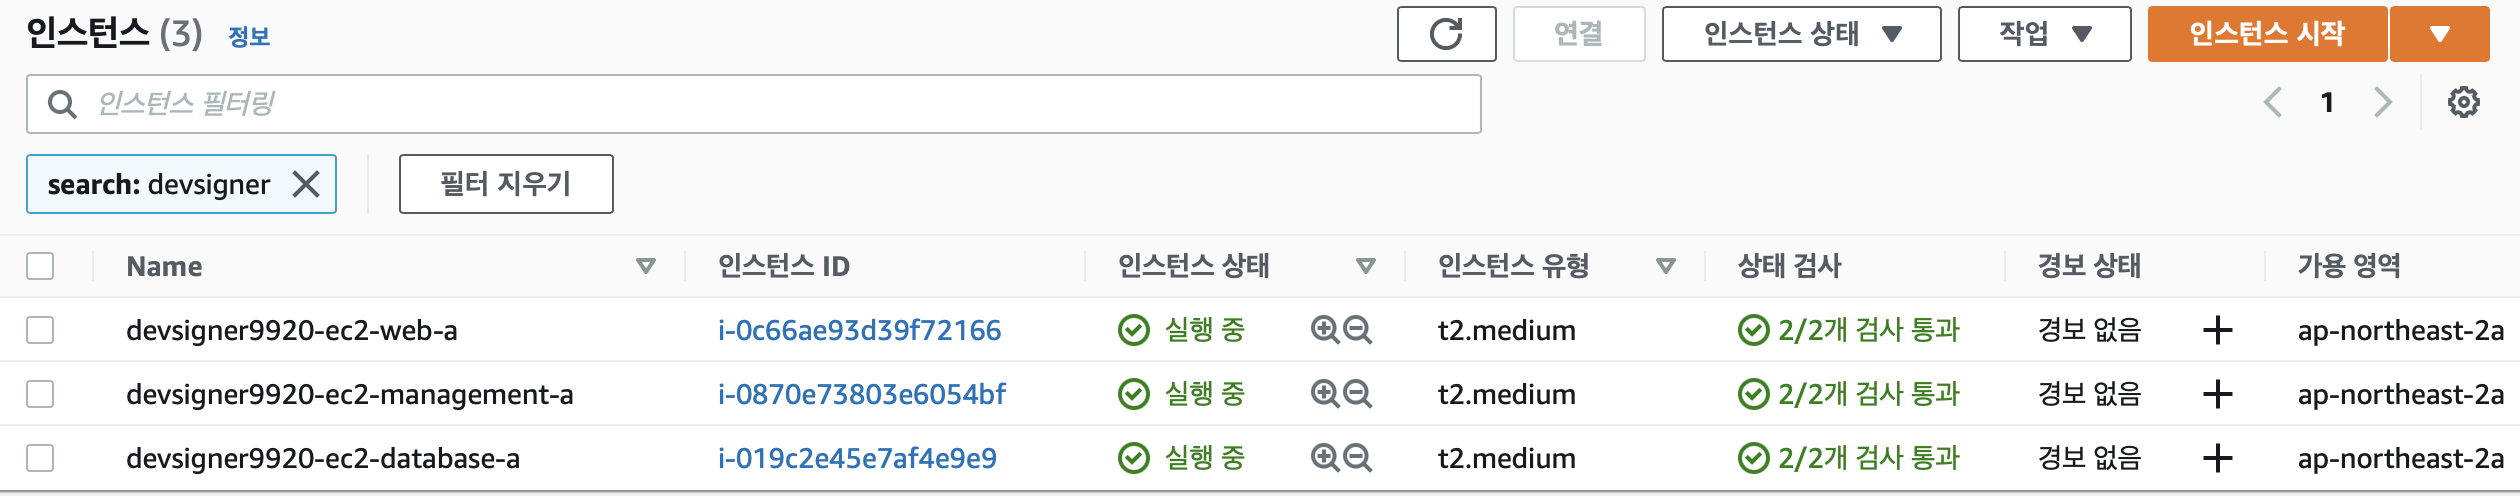 인스턴스 (3) 정보 연결 인스턴스 상태 작업 인스턴스 시작
인스턴스 필터링 1
search: devsigner 필터 지우기
Name 인스턴스 ID 인스턴스 상태 인스턴스 유형 상태 검사 경보 상태 가용 영역
devsigner9920-ec2-web-a i-0c66ae93d39f72166 실행 중 t2.medium 2/2개 검사 통과 경보 없음 ap-northeast-2a
devsigner9920-ec2-management-a i-0870e73803e6054bf 실행 중 t2.medium 2/2개 검사 통과 경보 없음 ap-northeast-2a
devsigner9920-ec2-database-a i-019c2e45e7af4e9e9 실행 중 t2.medium 2/2개 검사 통과 경보 없음 ap-northeast-2a